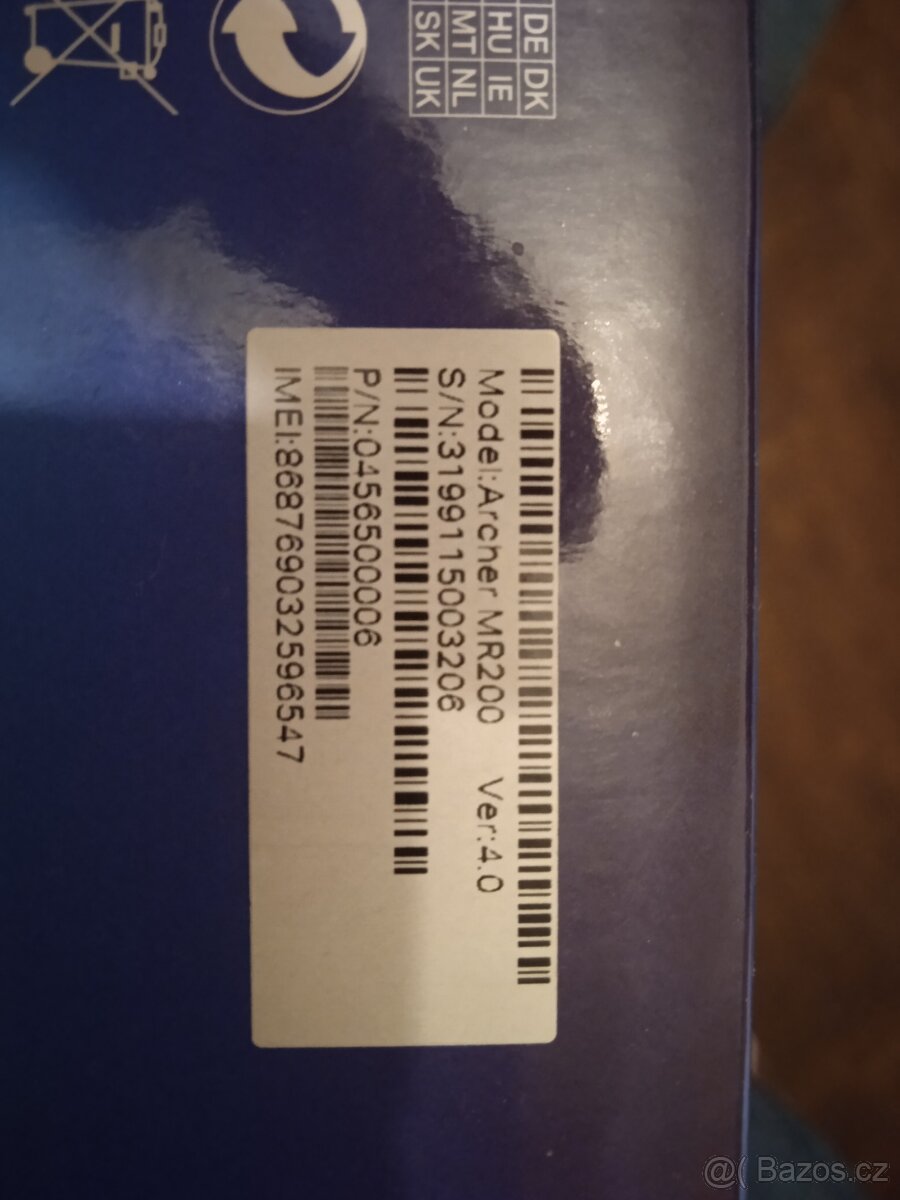 DE DK
HU IE
MT NL
SK UK
Model:Archer MR200 Ver:4.0
S/N:3199115003206
P/N:0456500006
IMEI:868769032596547
@( Bazos.cz